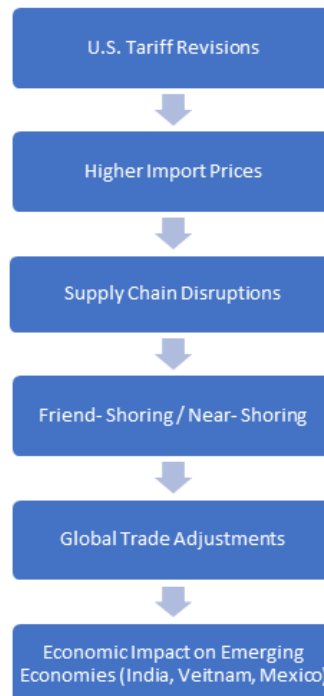 U.S. Tariff Revisions
Higher Import Prices
Supply Chain Disruptions
Friend- Shoring / Near- Shoring
Global Trade Adjustments
Economic Impact on Emerging
Economies (India, Veitnam, Mexico)